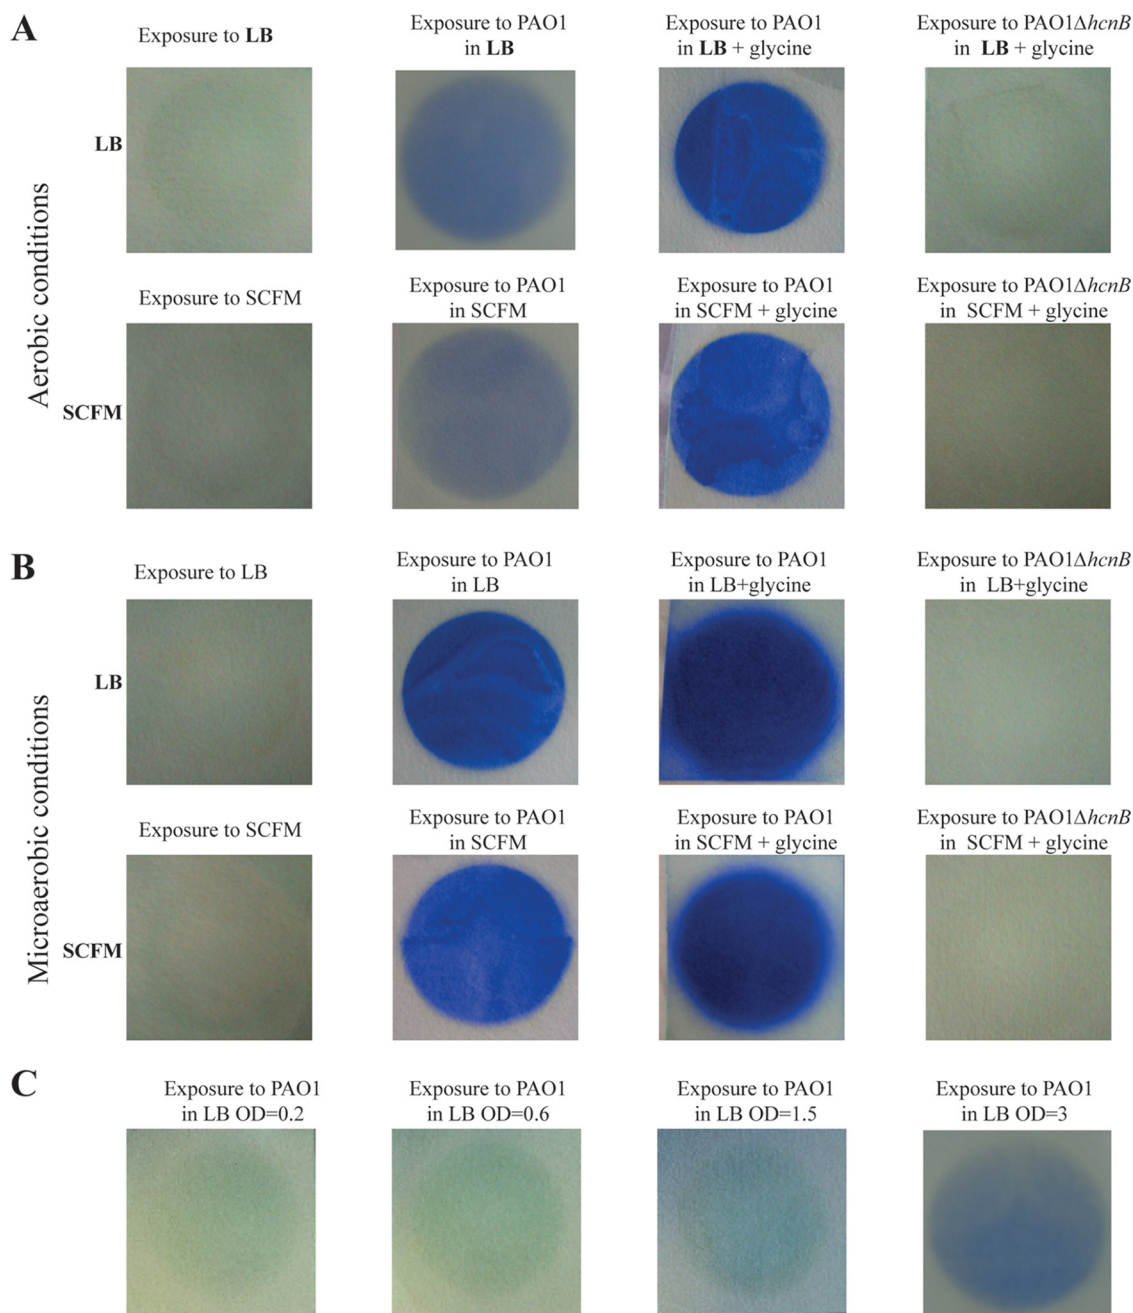 A
Exposure to LB
Exposure to PAO1
in LB
Exposure to PAO1
in LB + glycine
Exposure to PAO1ΔhcnB
in LB + glycine
LB
Aerobic conditions
Exposure to SCFM
Exposure to PAO1
in SCFM
Exposure to PAO1
in SCFM + glycine
Exposure to PAO1ΔhcnB
in SCFM + glycine
SCFM
B
Exposure to LB
Exposure to PAO1
in LB
Exposure to PAO1
in LB+glycine
Exposure to PAO1ΔhcnB
in LB+glycine
LB
Microaerobic conditions
Exposure to SCFM
Exposure to PAO1
in SCFM
Exposure to PAO1
in SCFM + glycine
Exposure to PAO1ΔhcnB
in SCFM + glycine
SCFM
C
Exposure to PAO1
in LB OD=0.2
Exposure to PAO1
in LB OD=0.6
Exposure to PAO1
in LB OD=1.5
Exposure to PAO1
in LB OD=3